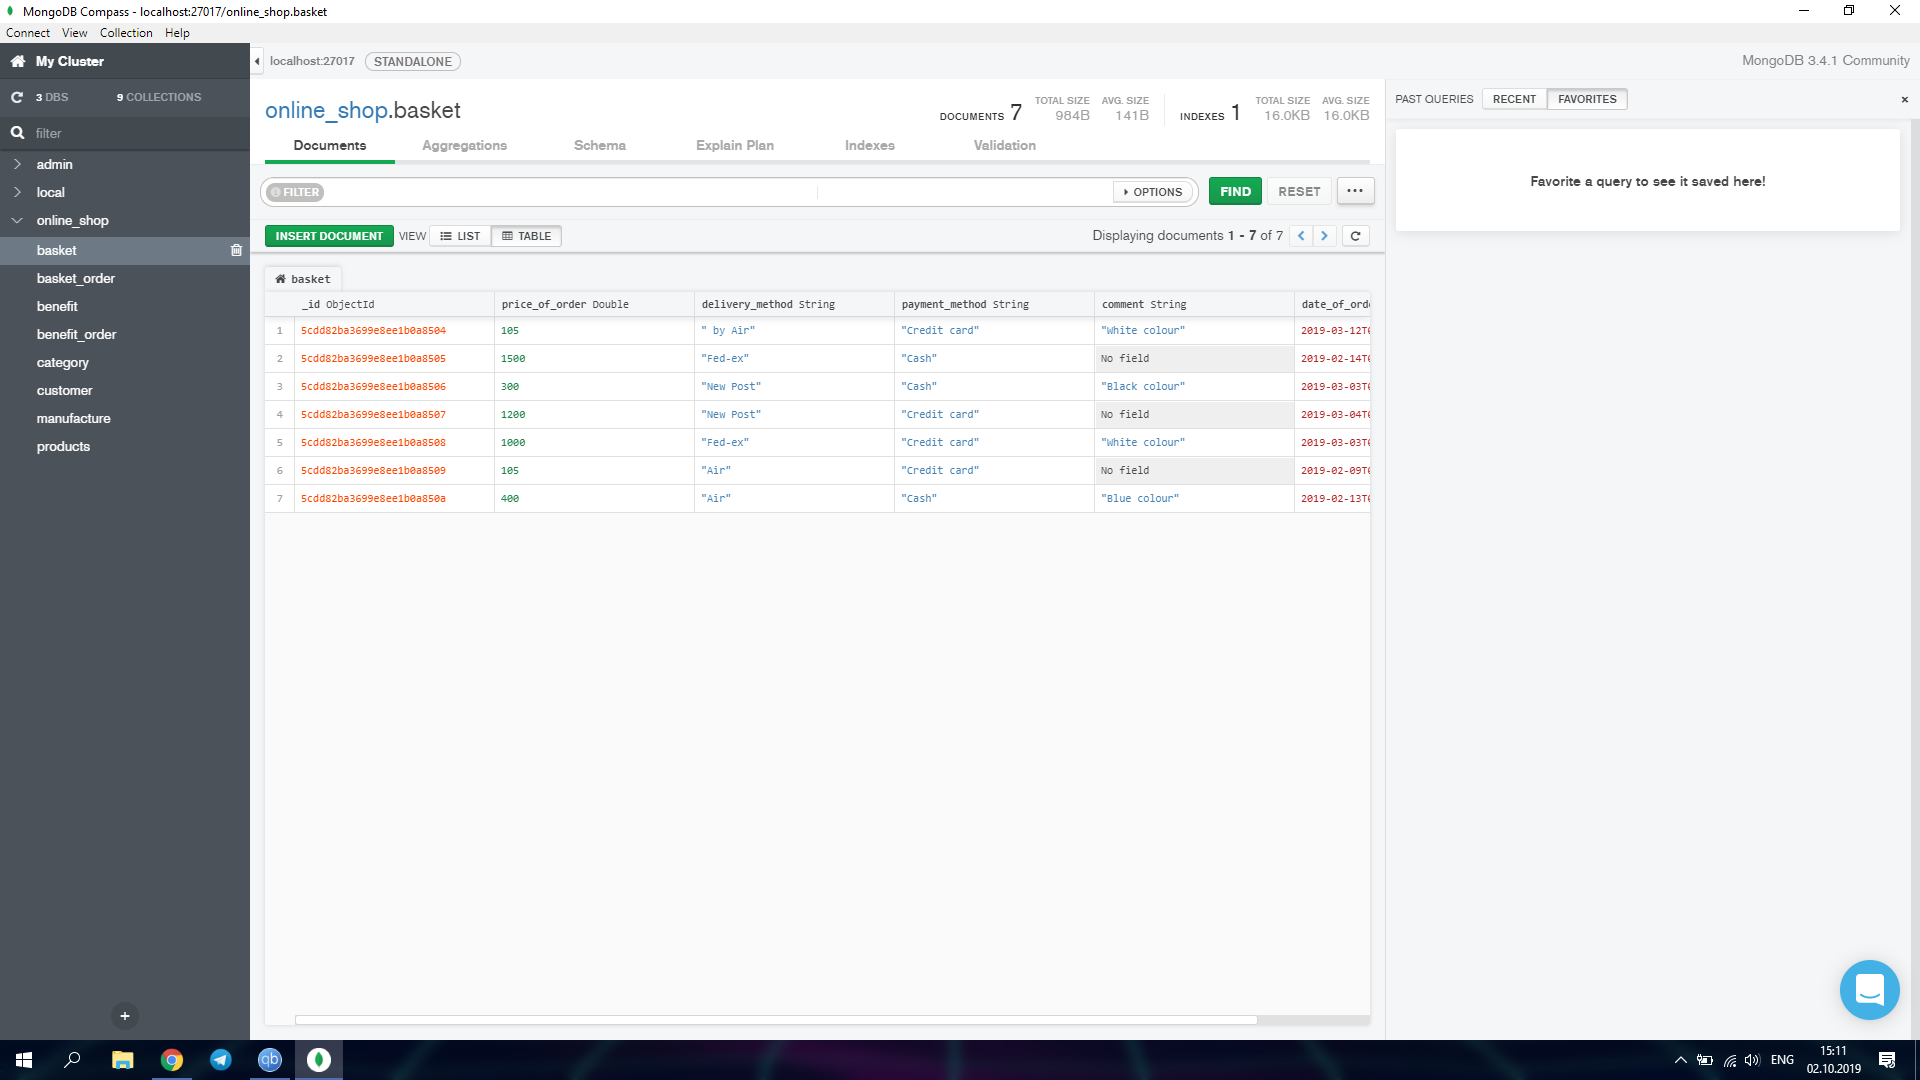 MongoDB Compass - localhost:27017/online_shop.basket
Connect View Collection Help
My Cluster
localhost:27017 STANDALONE
MongoDB 3.4.1 Community
3 DBS 9 COLLECTIONS
filter
admin
local
online_shop
basket
basket_order
benefit
benefit_order
category
customer
manufacture
products
+
online_shop.basket
DOCUMENTS 7 TOTAL SIZE 984B AVG. SIZE 141B INDEXES 1 TOTAL SIZE 16.0KB AVG. SIZE 16.0KB
Documents Aggregations Schema Explain Plan Indexes Validation
FILTER OPTIONS FIND RESET ...
INSERT DOCUMENT VIEW LIST TABLE Displaying documents 1 - 7 of 7
basket
_id ObjectId price_of_order Double delivery_method String payment_method String comment String date_of_orde
1 5cdd82ba3699e8ee1b0a8504 105 " by Air" "Credit card" "White colour" 2019-03-12T0
2 5cdd82ba3699e8ee1b0a8505 1500 "Fed-ex" "Cash" No field 2019-02-14T0
3 5cdd82ba3699e8ee1b0a8506 300 "New Post" "Cash" "Black colour" 2019-03-03T0
4 5cdd82ba3699e8ee1b0a8507 1200 "New Post" "Credit card" No field 2019-03-04T0
5 5cdd82ba3699e8ee1b0a8508 1000 "Fed-ex" "Credit card" "White colour" 2019-03-03T0
6 5cdd82ba3699e8ee1b0a8509 105 "Air" "Credit card" No field 2019-02-09T0
7 5cdd82ba3699e8ee1b0a850a 400 "Air" "Cash" "Blue colour" 2019-02-13T0
PAST QUERIES RECENT FAVORITES ×
Favorite a query to see it saved here!
qb
ENG
15:11
02.10.2019